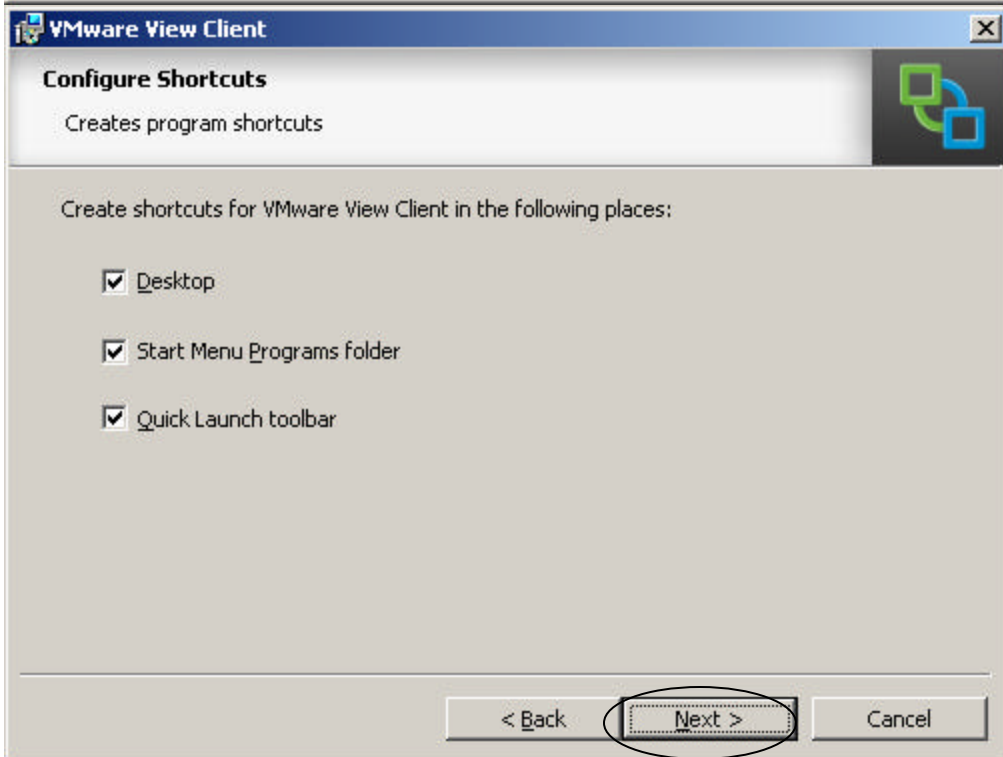 VMware View Client
Configure Shortcuts
Creates program shortcuts
Create shortcuts for VMware View Client in the following places:
Desktop
Start Menu Programs folder
Quick Launch toolbar
< Back Next > Cancel